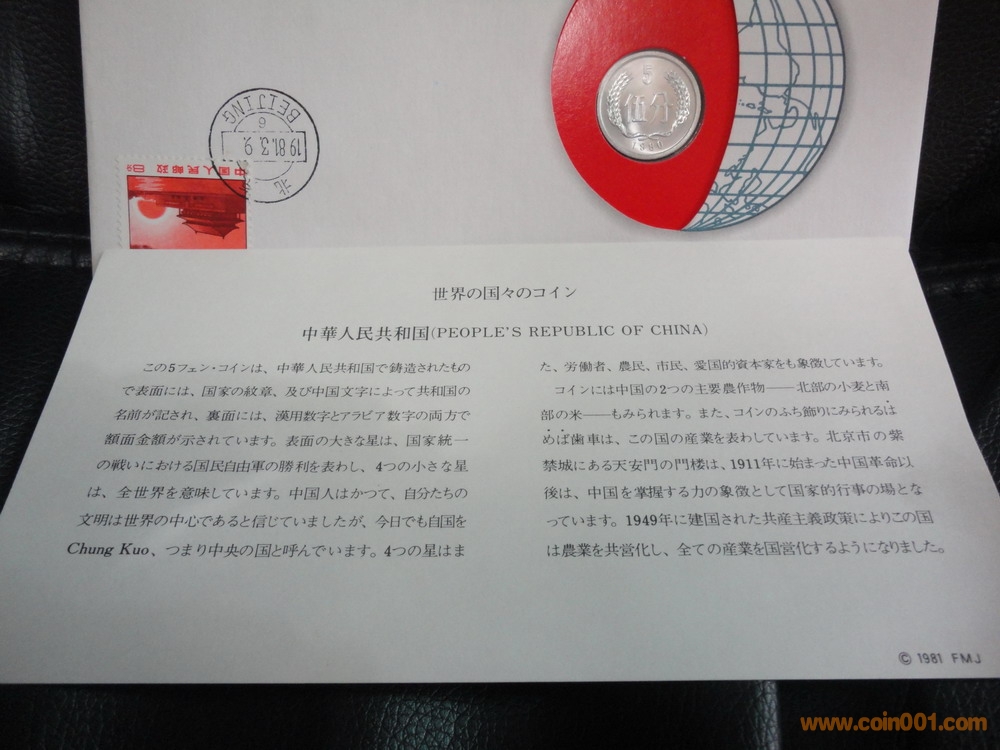 中国人民邮政 8分
BEIJING
6
1981.3.9.
北
5
伍分
1980
世界の国々のコイン
中華人民共和国(PEOPLE'S REPUBLIC OF CHINA)
この5フェン・コインは、中華人民共和国で鋳造されたもの
で表面には、国家の紋章、及び中国文字によって共和国の
名前が記され、裏面には、漢用数字とアラビア数字の両方で
額面金額が示されています。表面の大きな星は、国家統一
の戦いにおける国民自由軍の勝利を表わし、4つの小さな星
は、全世界を意味しています。中国人はかつて、自分たちの
文明は世界の中心であると信じていましたが、今日でも自国を
Chung Kuo、つまり中央の国と呼んでいます。4つの星はま
た、労働者、農民、市民、愛国的資本家をも象徴しています。
コインには中国の2つの主要農作物——北部の小麦と南
部の米——もみられます。また、コインのふち飾りにみられるは
めば歯車は、この国の産業を表わしています。北京市の紫
禁城にある天安門の門楼は、1911年に始まった中国革命以
後は、中国を掌握する力の象徴として国家的行事の場とな
っています。1949年に建国された共産主義政策によりこの国
は農業を共営化し、全ての産業を国営化するようになりました。
© 1981 FMJ
www.coin001.com